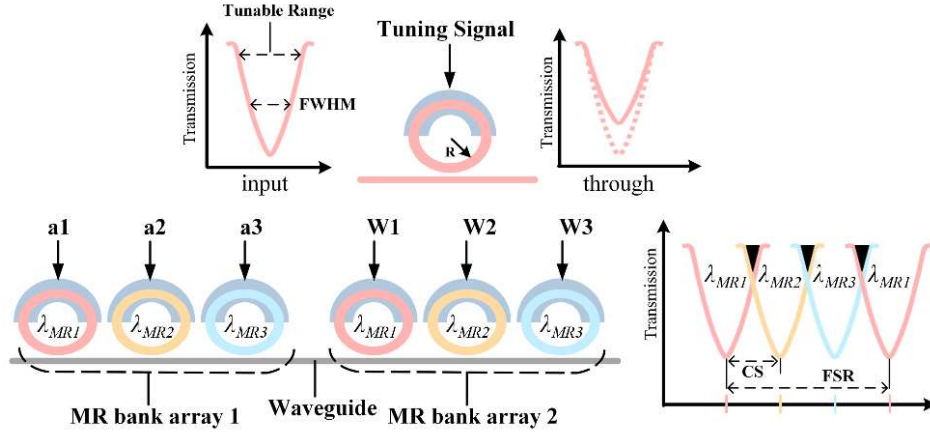 Tunable Range
FWHM
Transmission
input
Tuning Signal
R
Transmission
through
a1
a2
a3
W1
W2
W3
λMR1
λMR2
λMR3
λMR1
λMR2
λMR3
MR bank array 1
Waveguide
MR bank array 2
Transmission
λMR1
λMR2
λMR3
λMR1
CS
FSR